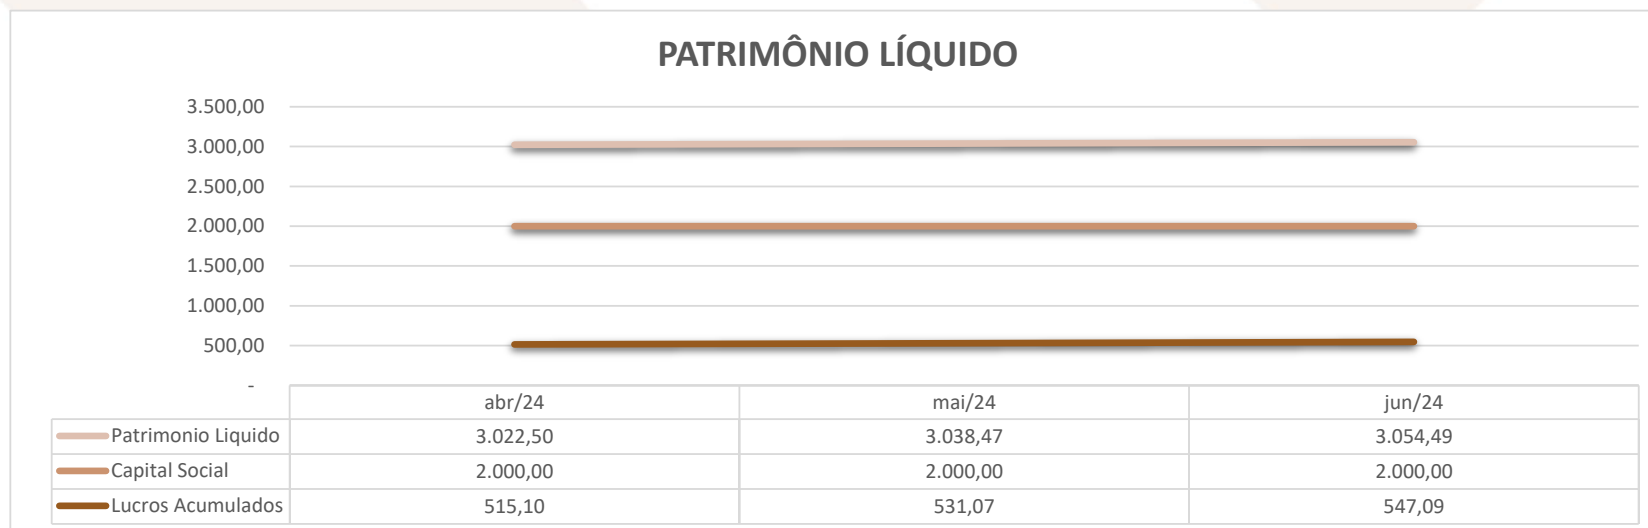 PATRIMÔNIO LÍQUIDO
3.500,00
3.000,00
2.500,00
2.000,00
1.500,00
1.000,00
500,00
-
abr/24 mai/24 jun/24
Patrimonio Liquido 3.022,50 3.038,47 3.054,49
Capital Social 2.000,00 2.000,00 2.000,00
Lucros Acumulados 515,10 531,07 547,09